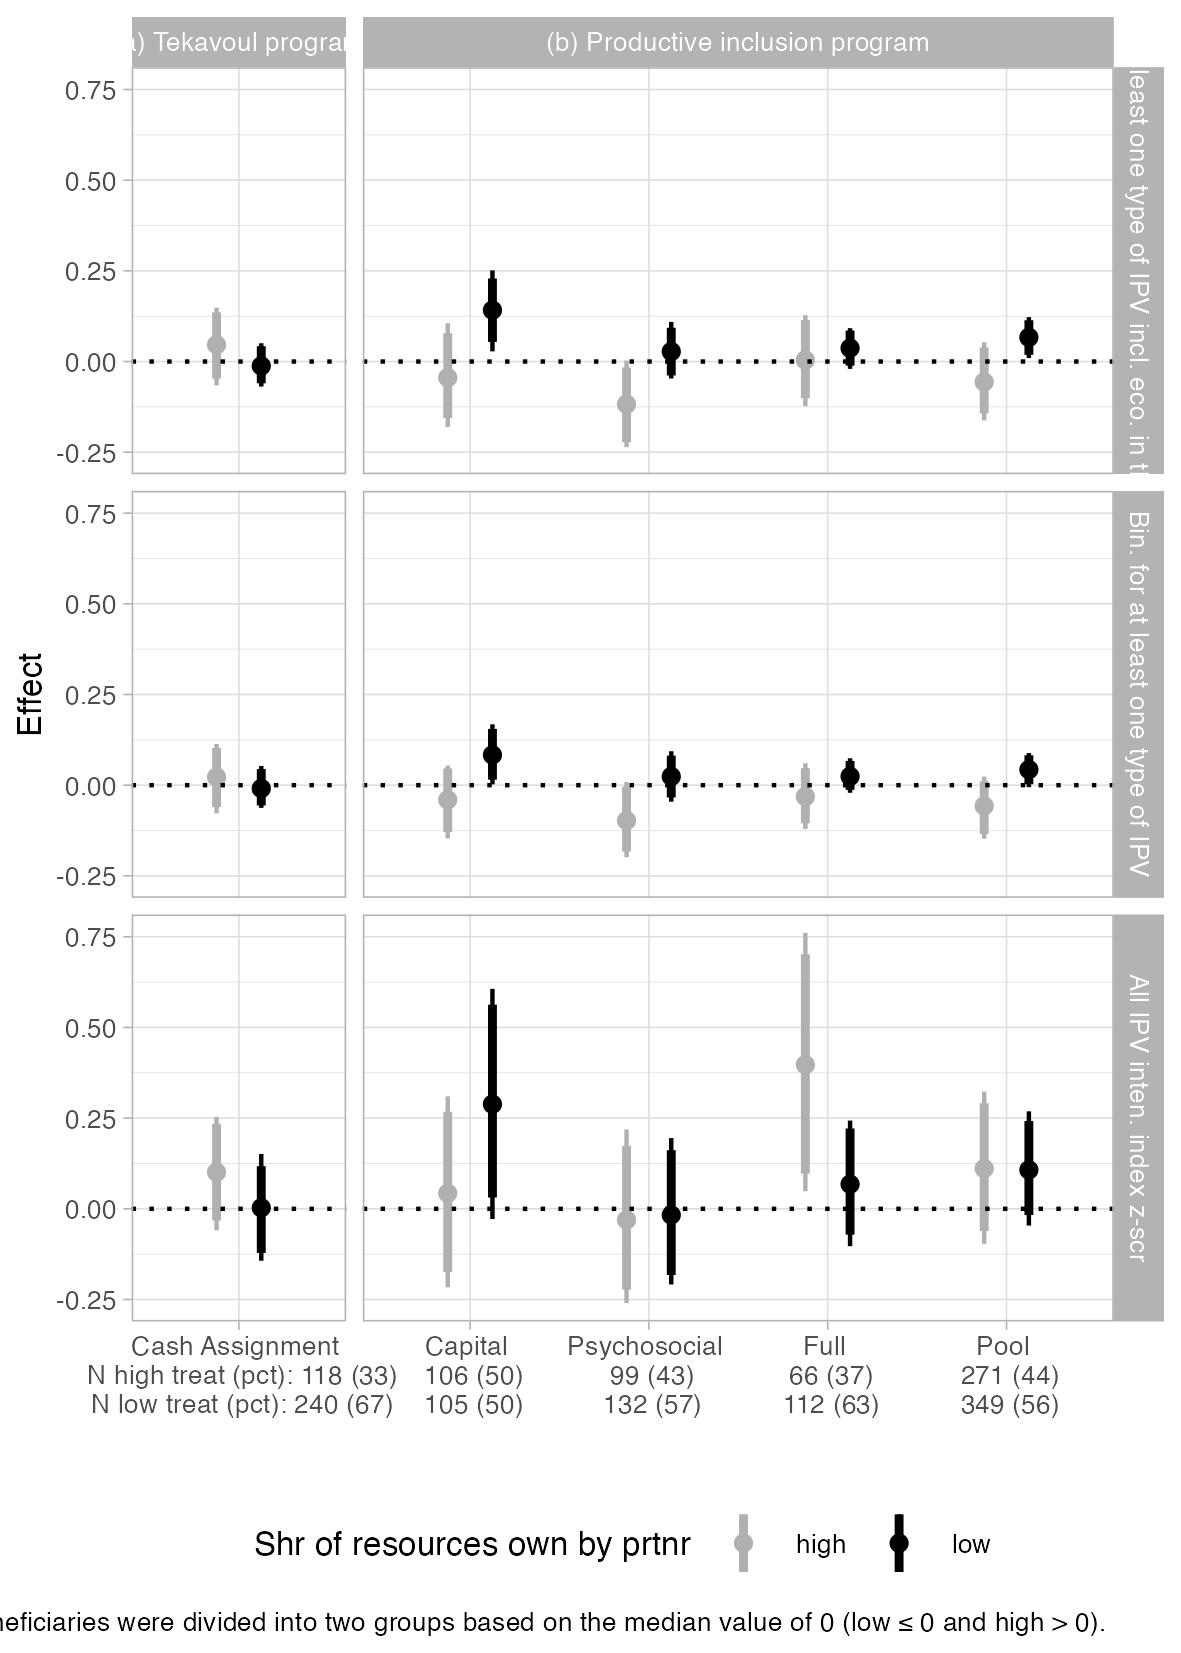 Tekavoul
(b) Productive inclusion program
least one type of IPV incl. eco. in
0.75
0.50
0.25
0.00
-0.25
Bin. for at least one type of IPV
0.75
0.50
0.25
0.00
-0.25
Effect
All IPV inten. index z-scr
0.75
0.50
0.25
0.00
-0.25
Cash Assignment Capital Psychosocial Full Pool
N high treat (pct): 118 (33) 106 (50) 99 (43) 66 (37) 271 (44)
N low treat (pct): 240 (67) 105 (50) 132 (57) 112 (63) 349 (56)
Shr of resources own by prtnr high low
were divided into two groups based on the median value of 0 (low ≤ 0 and high > 0).